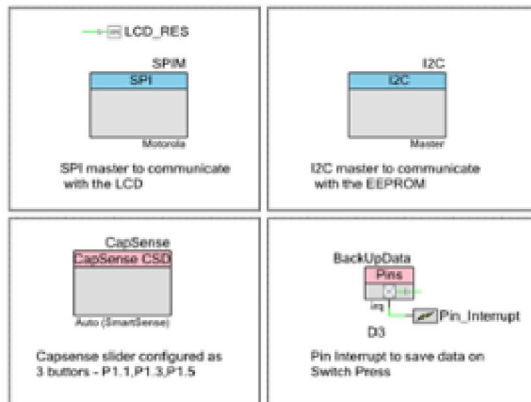 LCD_RES
SPIM
SPI
Motorola
SPI master to communicate
with the LCD
I2C
I2C
Master
I2C master to communicate
with the EEPROM
CapSense
CapSense CSD
Auto (SmartSense)
Capsense slider configured as
3 buttors - P1.1,P1.3,P1.5
BackUpData
Pins
irq
Pin_Interrupt
D3
Pin Interrupt to save data on
Switch Press